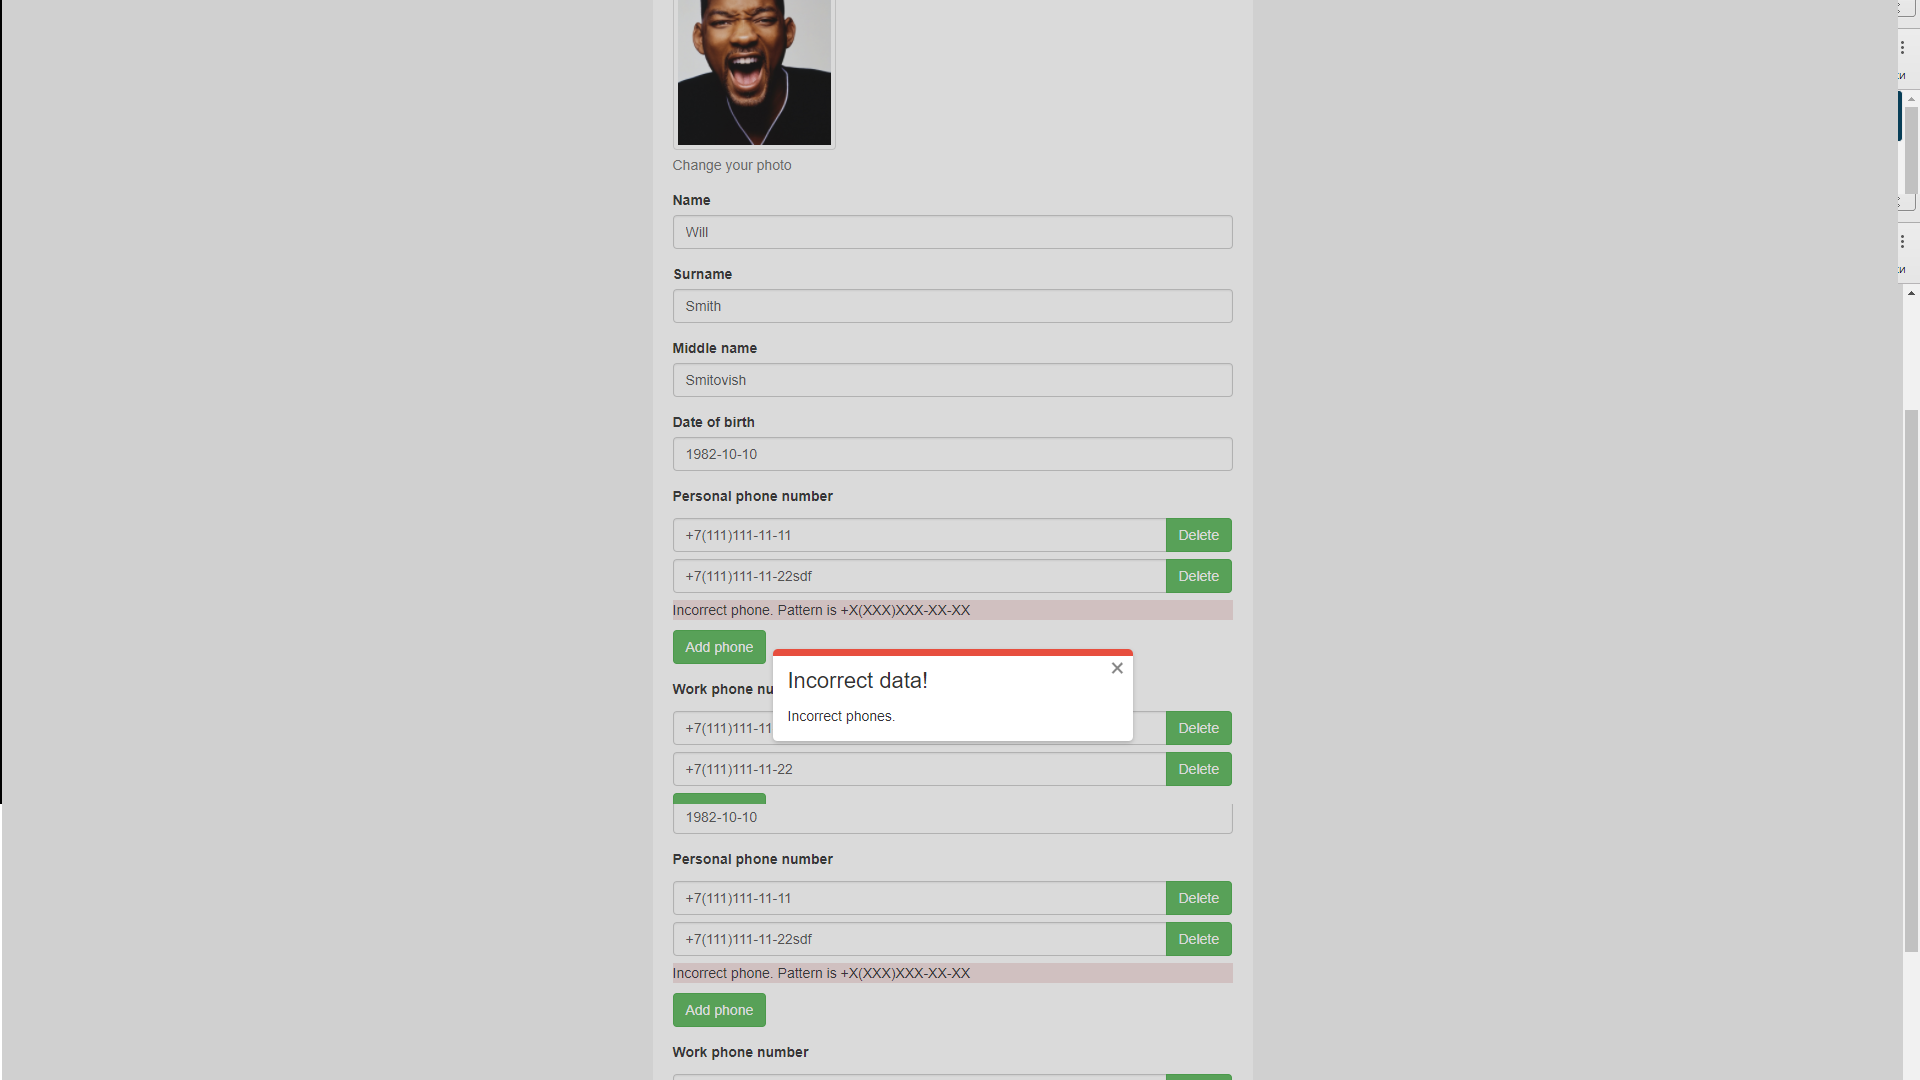 Change your photo
Name
Will
Surname
Smith
Middle name
Smitovish
Date of birth
1982-10-10
Personal phone number
+7(111)111-11-11 Delete
+7(111)111-11-22sdf Delete
Incorrect phone. Pattern is +X(XXX)XXX-XX-XX
Add phone
Incorrect data!
Work phone nu
Incorrect phones.
+7(111)111-11 Delete
+7(111)111-11-22 Delete
1982-10-10
Personal phone number
+7(111)111-11-11 Delete
+7(111)111-11-22sdf Delete
Incorrect phone. Pattern is +X(XXX)XXX-XX-XX
Add phone
Work phone number